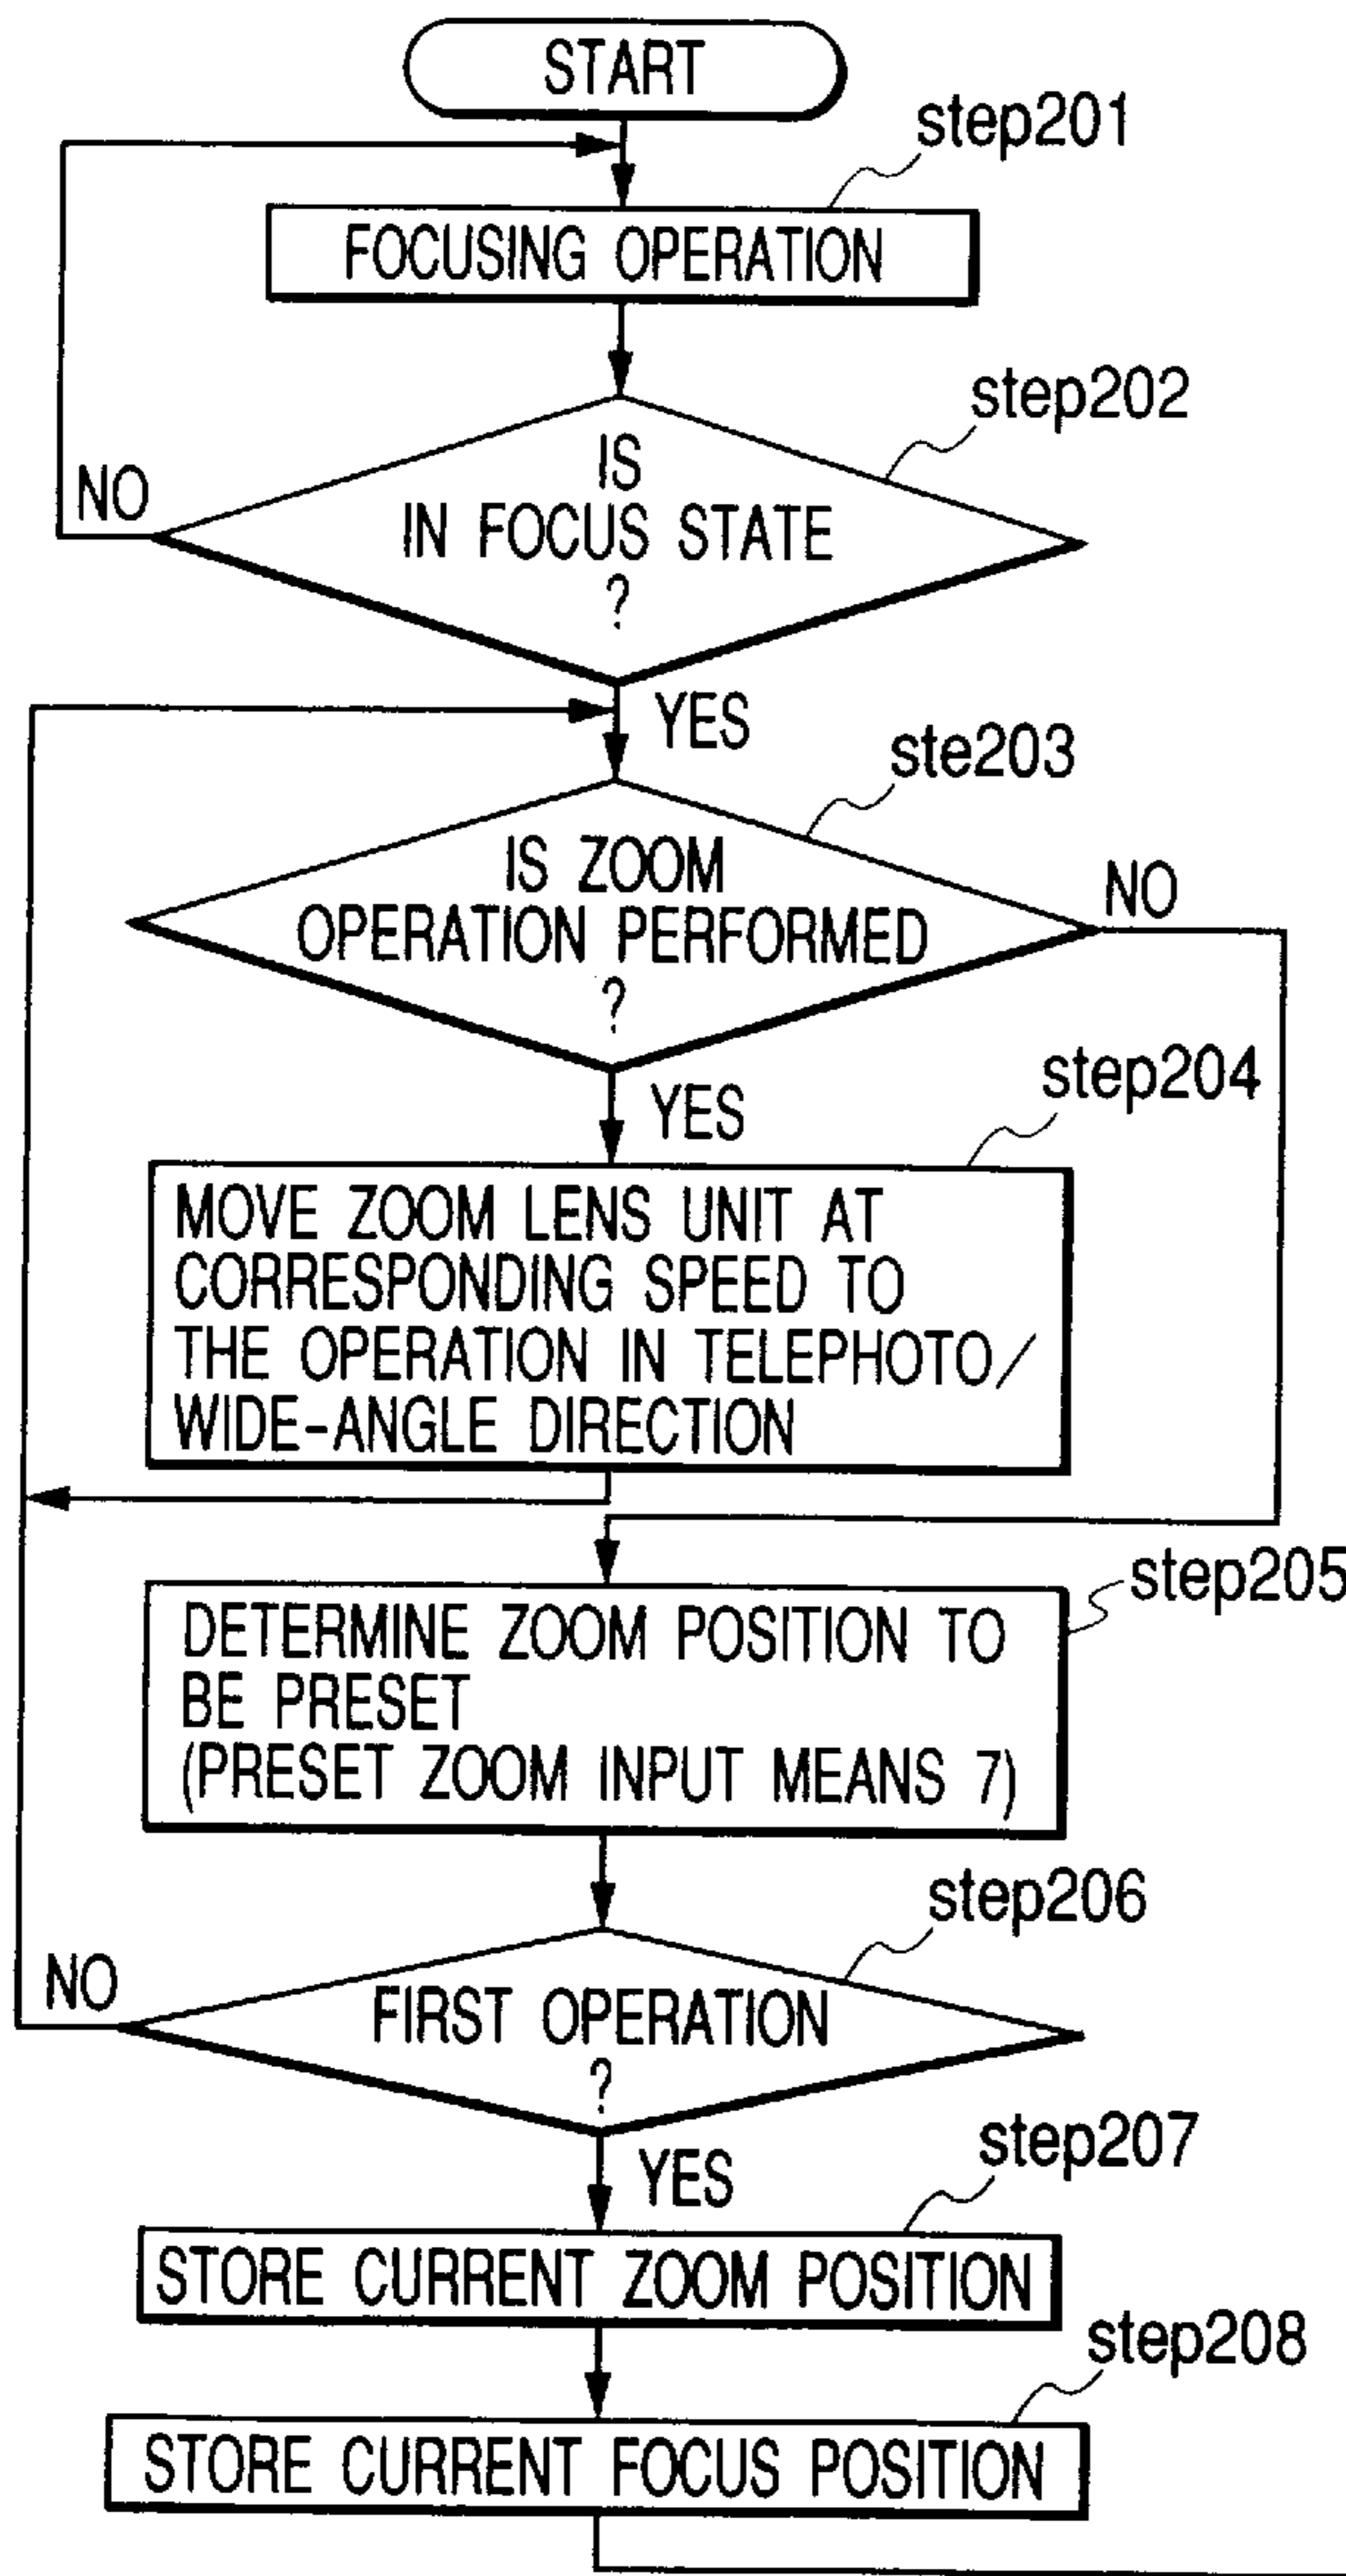 START
step201
FOCUSING OPERATION
step202
IS
IN FOCUS STATE
?
NO
YES
ste203
IS ZOOM
OPERATION PERFORMED
?
NO
YES
step204
MOVE ZOOM LENS UNIT AT
CORRESPONDING SPEED TO
THE OPERATION IN TELEPHOTO/
WIDE-ANGLE DIRECTION
step205
DETERMINE ZOOM POSITION TO
BE PRESET
(PRESET ZOOM INPUT MEANS 7)
step206
FIRST OPERATION
?
NO
YES
step207
STORE CURRENT ZOOM POSITION
step208
STORE CURRENT FOCUS POSITION